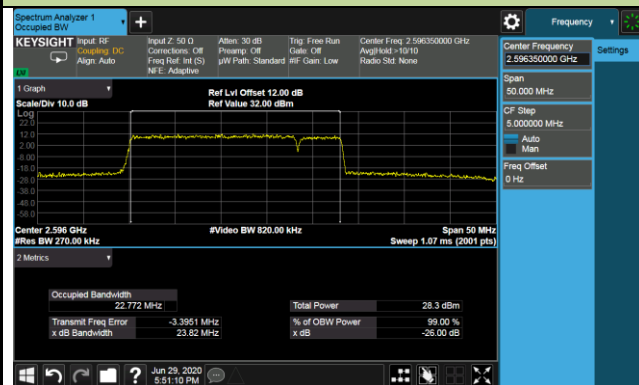 Spectrum Analyzer 1
Occupied BW
Frequency
KEYSIGHT
Input: RF
Coupling: DC
Align: Auto
Input Z: 50 Ω
Corrections: Off
Freq Ref: Int (S)
NFE: Adaptive
Atten: 30 dB
Preamp: Off
µW Path: Standard
Trig: Free Run
Gate: Off
#IF Gain: Low
Center Freq: 2.596350000 GHz
Avg|Hold:>10/10
Radio Std: None
LXI
Center Frequency
2.596350000 GHz
Settings
Span
50.000 MHz
CF Step
5.000000 MHz
Auto
Man
Freq Offset
0 Hz
1 Graph
Scale/Div 10.0 dB
Ref Lvl Offset 12.00 dB
Ref Value 32.00 dBm
Log
22.0
12.0
2.00
-8.00
-18.0
-28.0
-38.0
-48.0
-58.0
Center 2.596 GHz
#Res BW 270.00 kHz
#Video BW 820.00 kHz
Span 50 MHz
Sweep 1.07 ms (2001 pts)
2 Metrics
Occupied Bandwidth
22.772 MHz
Total Power 28.3 dBm
Transmit Freq Error -3.3951 MHz
% of OBW Power 99.00 %
x dB Bandwidth 23.82 MHz
x dB -26.00 dB
Jun 29, 2020
5:51:10 PM